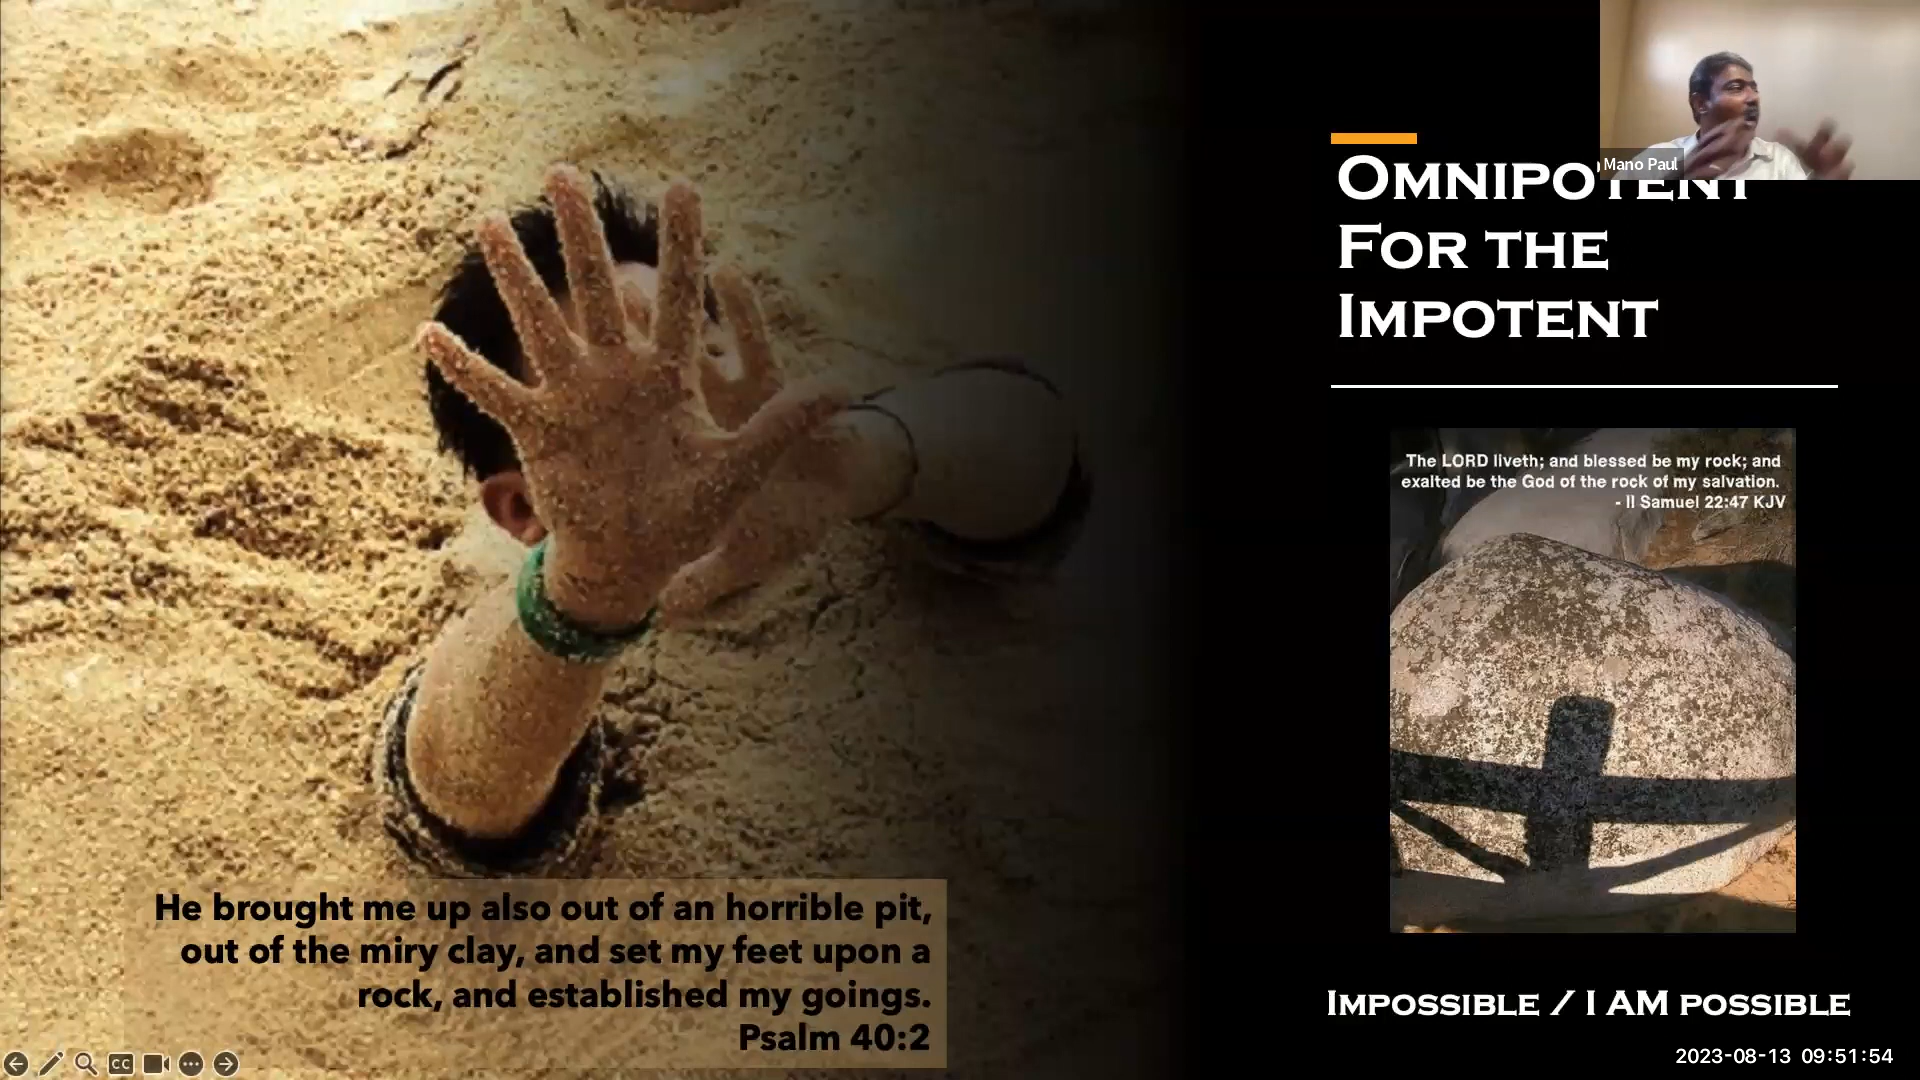 Mano Paul
OMNIPOTENT
FOR THE
IMPOTENT
The LORD liveth; and blessed be my rock; and
exalted be the God of the rock of my salvation.
- II Samuel 22:47 KJV
He brought me up also out of an horrible pit,
out of the miry clay, and set my feet upon a
rock, and established my goings.
Psalm 40:2
IMPOSSIBLE / I AM POSSIBLE
CC
2023-08-13 09:51:54